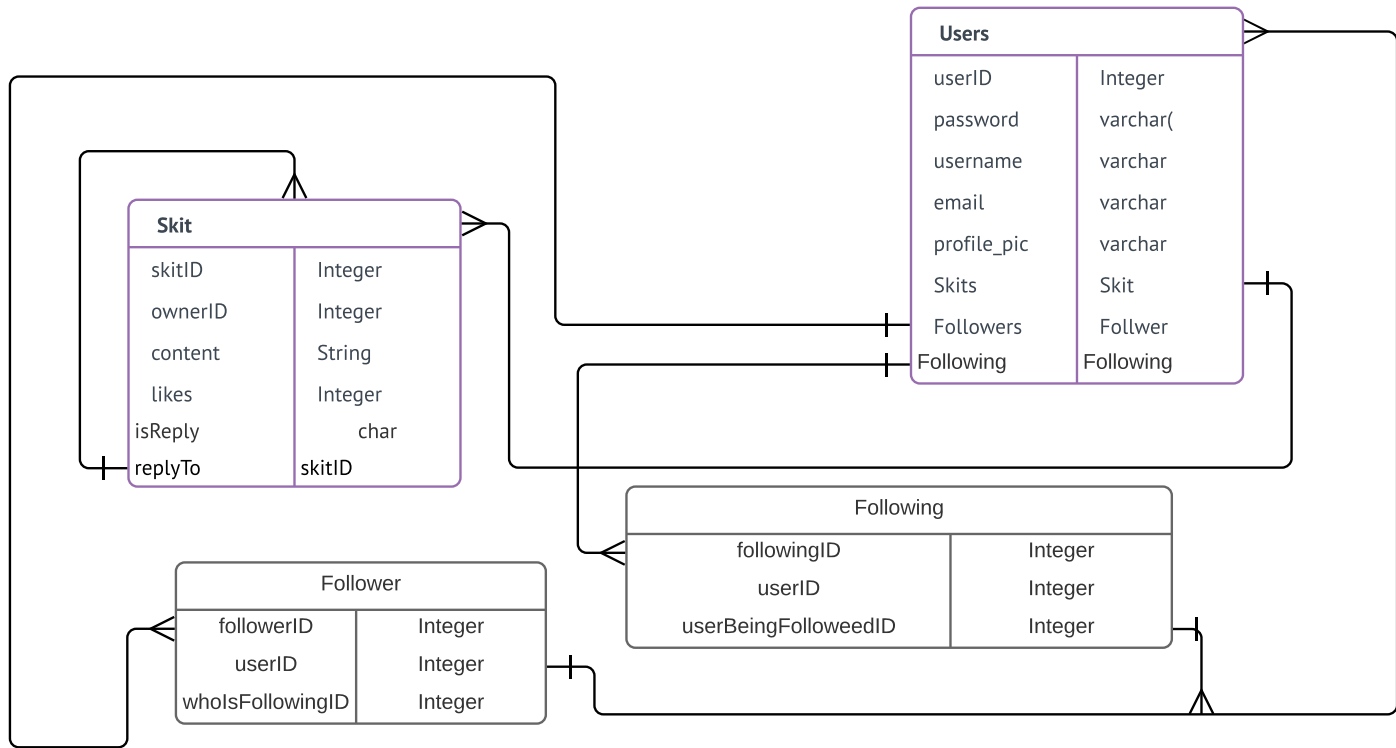 Users
userID Integer
password varchar(
username varchar
email varchar
profile_pic varchar
Skits Skit
Followers Follwer
Following Following
Skit
skitID Integer
ownerID Integer
content String
likes Integer
isReply char
replyTo skitID
Following
followingID Integer
userID Integer
userBeingFolloweedID Integer
Follower
followerID Integer
userID Integer
whoIsFollowingID Integer